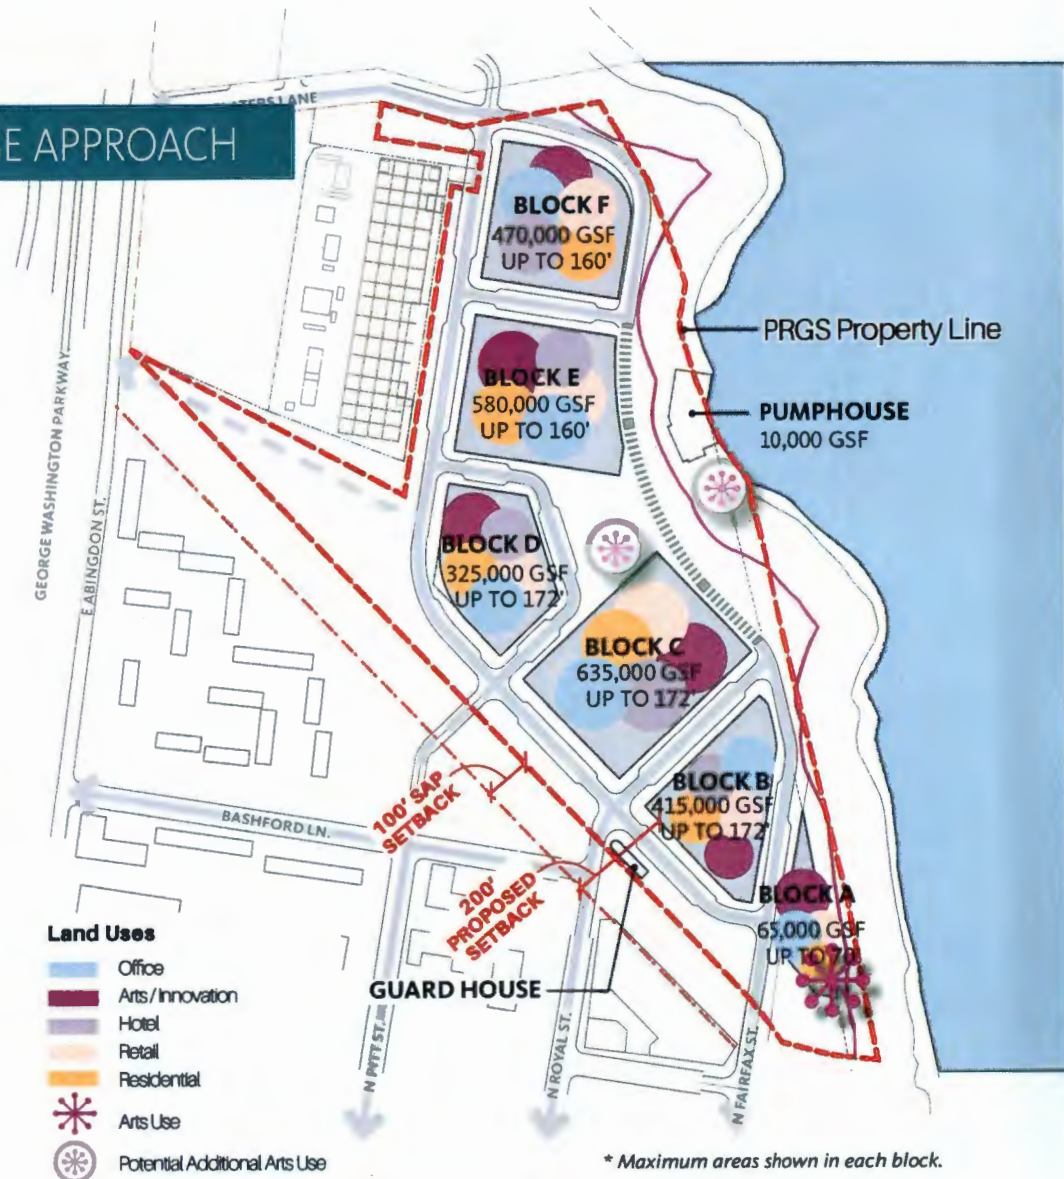 E APPROACH
LANE
BLOCK F
470,000 GSF
UP TO 160'
PRGS Property Line
BLOCK E
580,000 GSF
UP TO 160'
PUMPHOUSE
10,000 GSF
GEORGE WASHINGTON PARKWAY
E ABINGDON ST.
BLOCK D
325,000 GSF
UP TO 172'
BLOCK C
635,000 GSF
UP TO 172'
100' SAP
SETBACK
BLOCK B
415,000 GSF
UP TO 172'
BASHFORD LN.
200'
PROPOSED
SETBACK
BLOCK A
65,000 GSF
UP TO 70'
GUARD HOUSE
Land Uses
Office
Arts/Innovation
Hotel
Retail
Residential
Arts Use
Potential Additional Arts Use
N PITT ST.
N ROYAL ST.
N FAIRFAX ST.
* Maximum areas shown in each block.